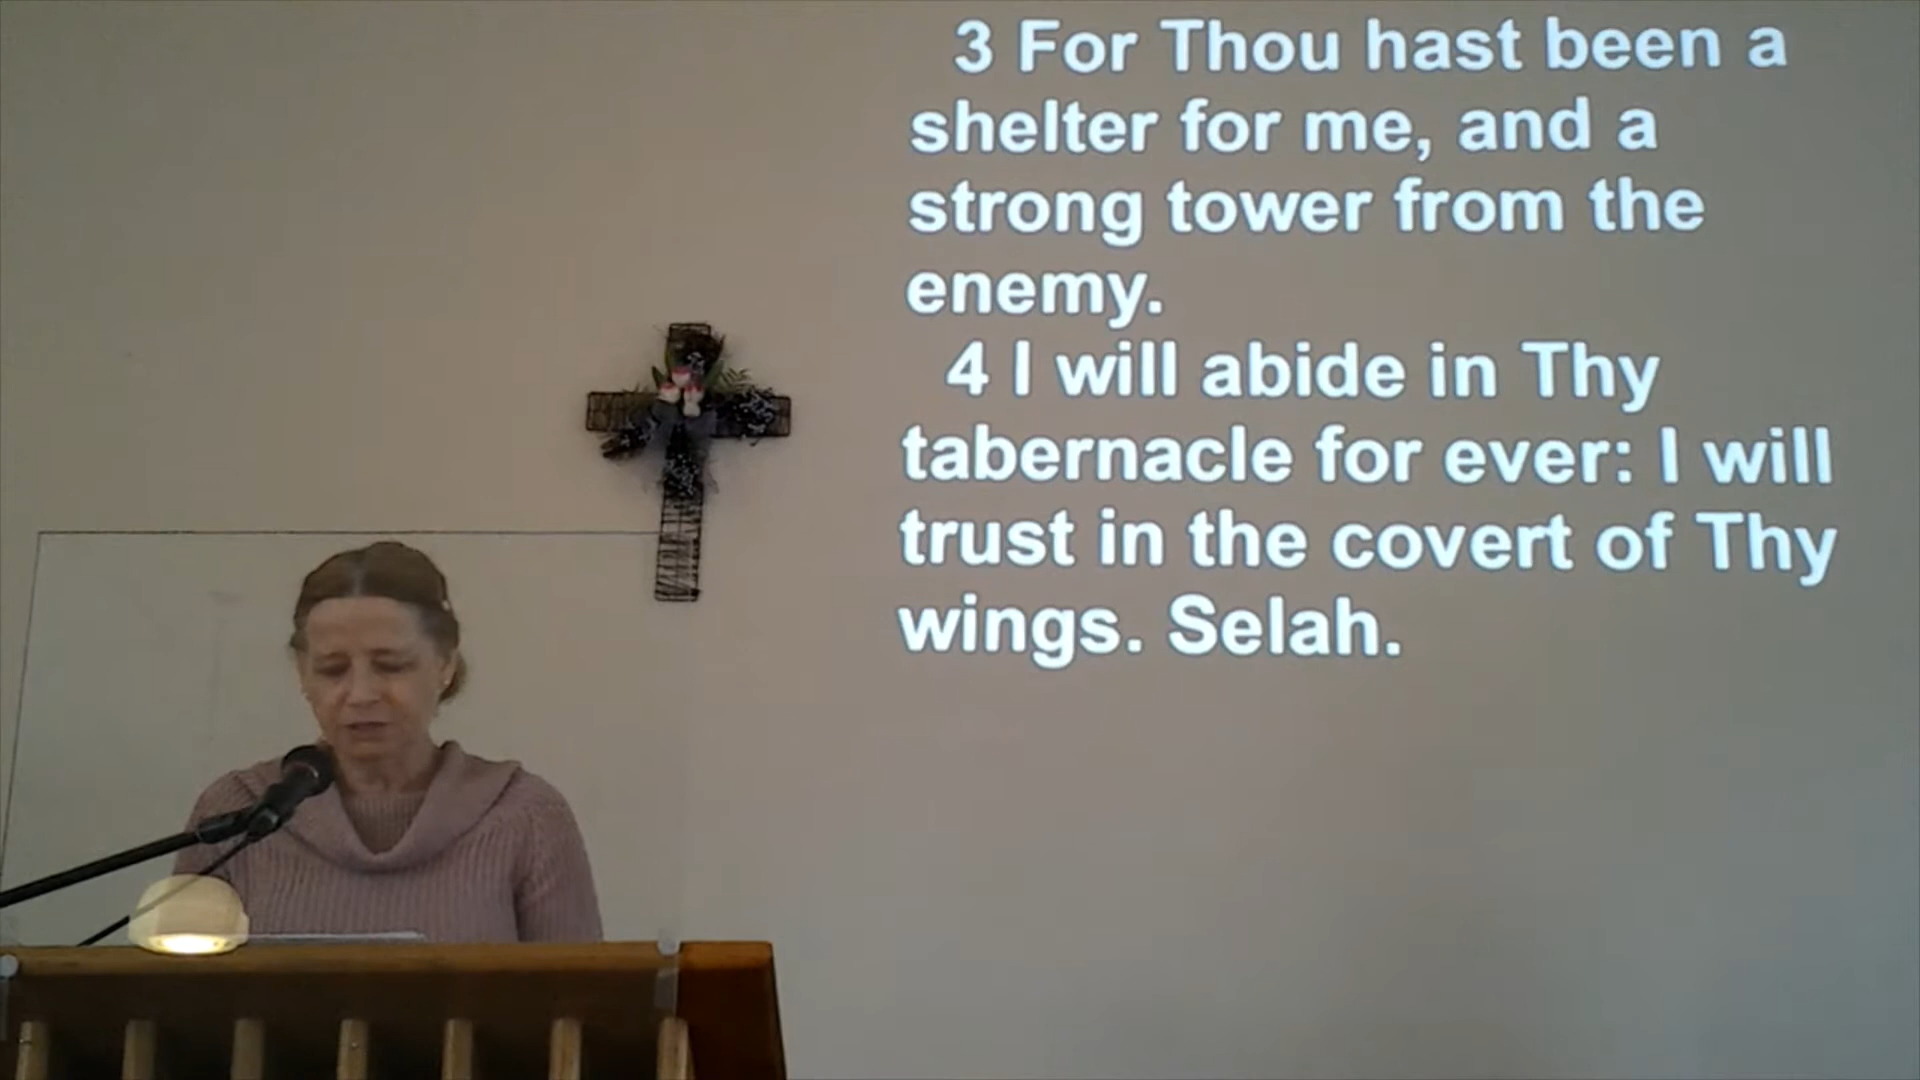 3 For Thou hast been a
shelter for me, and a
strong tower from the
enemy.
4 I will abide in Thy
tabernacle for ever: I will
trust in the covert of Thy
wings. Selah.